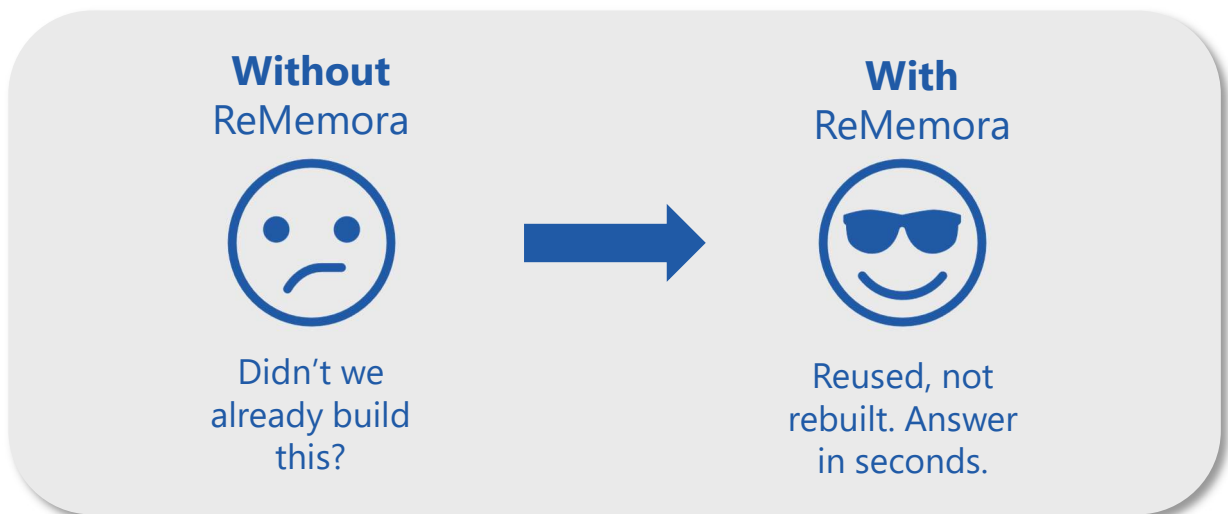 Without
ReMemora
Didn’t we
already build
this?
With
ReMemora
Reused, not
rebuilt. Answer
in seconds.